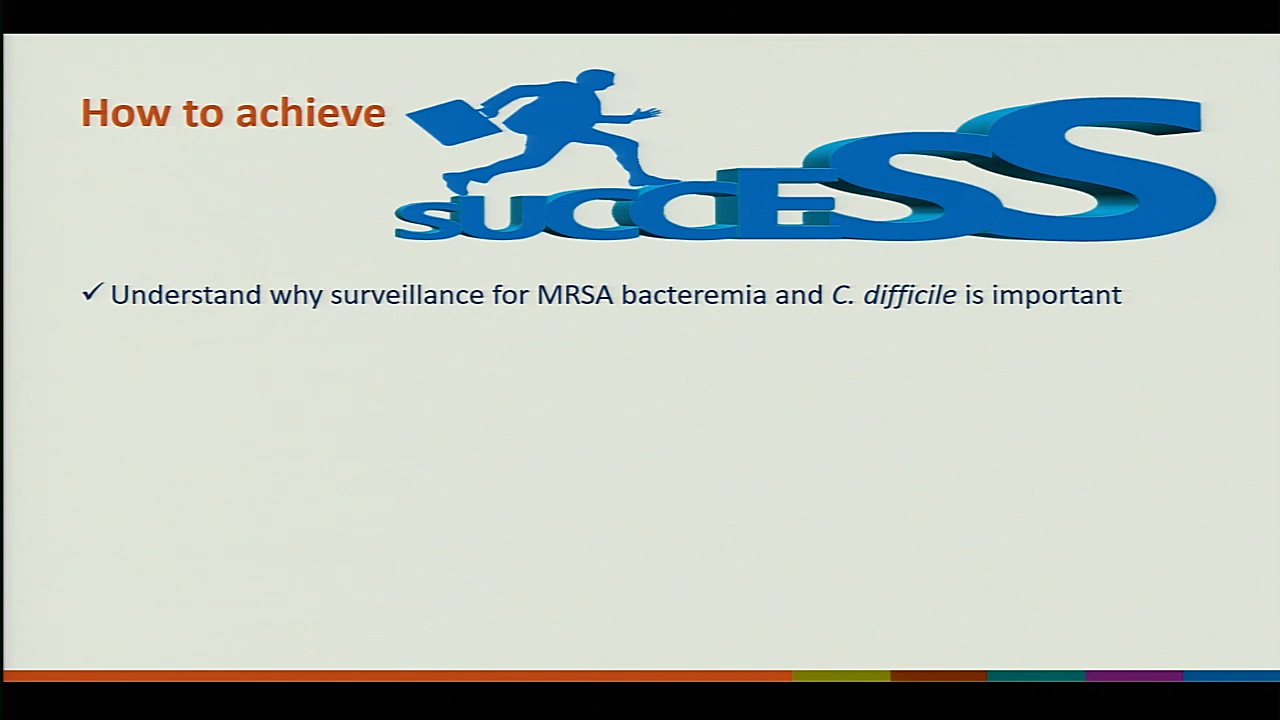 How to achieve SUCCESS
✓ Understand why surveillance for MRSA bacteremia and C. difficile is important